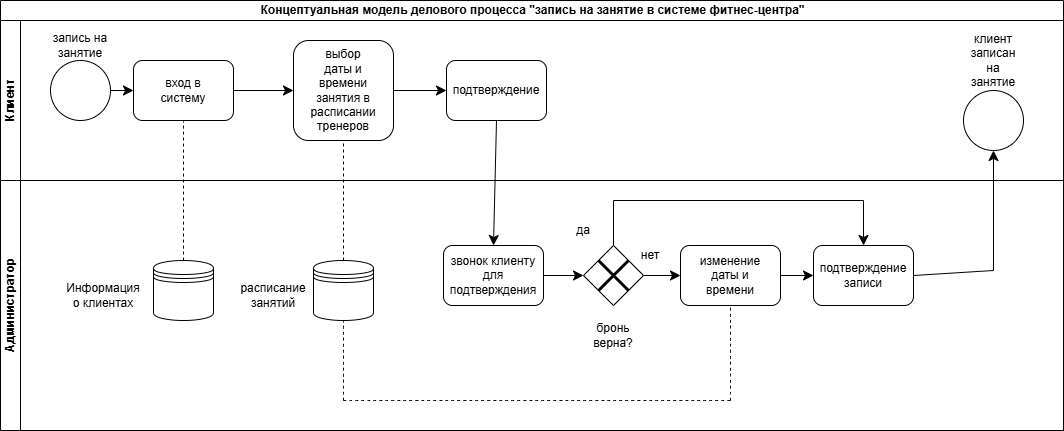 Концептуальная модель делового процесса "запись на занятие в системе фитнес-центра"
Клиент
запись на
занятие
вход в
систему
выбор
даты и
времени
занятия в
расписании
тренеров
подтверждение
клиент
записан
на
занятие
Администратор
Информация
о клиентах
расписание
занятий
звонок клиенту
для
подтверждения
да
нет
бронь
верна?
изменение
даты и
времени
подтверждение
записи